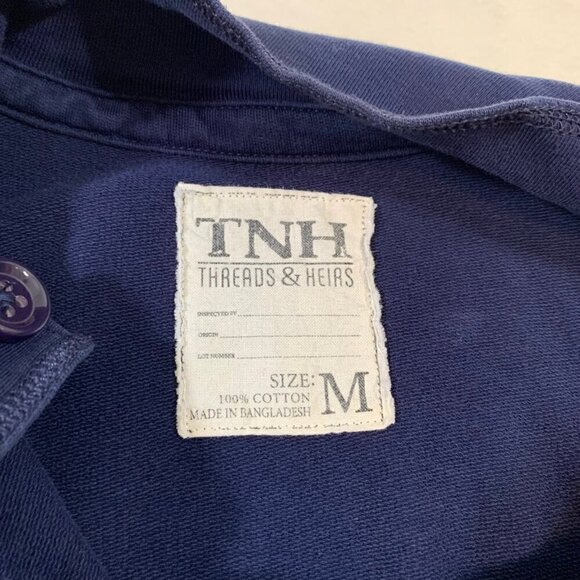 TNH
THREADS & HEIRS
INSPECTED BY
ORIGIN
LOT NUMBER
SIZE: M
100% COTTON
MADE IN BANGLADESH